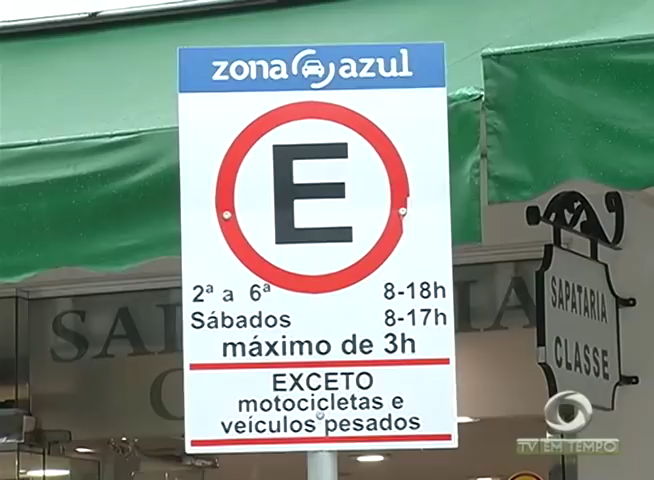 zona azul
E
2ª a 6ª 8-18h
Sábados 8-17h
máximo de 3h
EXCETO
motocicletas e
veículos pesados
SAPATARIA
CLASSE
TV EM TEMPO